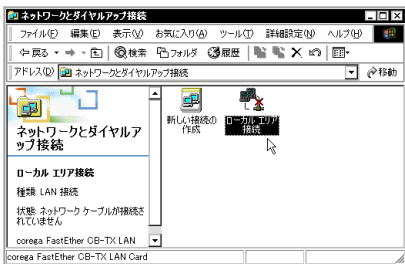 ネットワークとダイヤルアップ接続
ファイル(F) 編集(E) 表示(V) お気に入り(A) ツール(T) 詳細設定(N) ヘルプ(H)
戻る 検索 フォルダ 履歴
アドレス(D) ネットワークとダイヤルアップ接続 移動
ネットワークとダイヤルア
ップ接続
ローカル エリア接続
種類: LAN 接続
状態: ネットワーク ケーブルが接続さ
れていません
corega FastEther CB-TX LAN
新しい接続の
作成
ローカル エリア
接続
corega FastEther CB-TX LAN Card